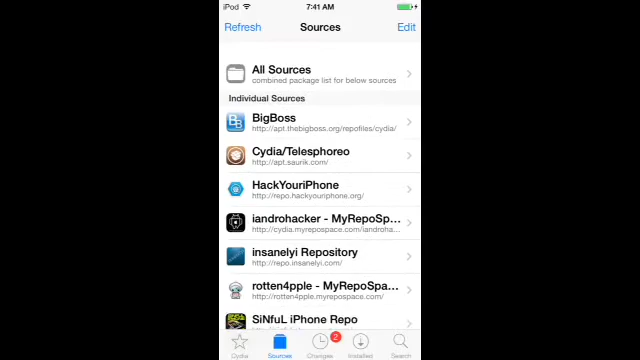 iPod 7:41 AM
Refresh Sources Edit
All Sources
combined package list for below sources
Individual Sources
BigBoss
http://apt.thebigboss.org/repofiles/cydia/
Cydia/Telesphoreo
http://apt.saurik.com/
HackYouriPhone
http://repo.hackyouriphone.org/
iandrohacker - MyRepoSp...
http://cydia.myrepospace.com/iandroha...
insanelyi Repository
http://repo.insanelyi.com/
rotten4pple - MyRepoSpa...
http://rotten4pple.myrepospace.com/
SiNfuL iPhone Repo
2
Cydia Sources Changes Installed Search